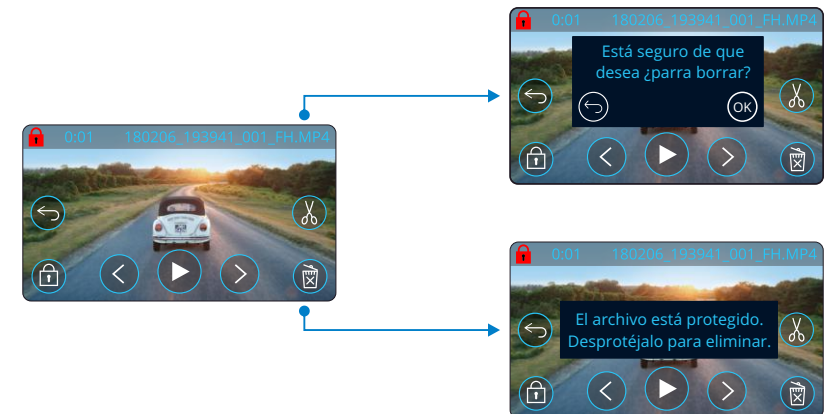 0:01 180206_193941_001_FH.MP4
Está seguro de que
desea ¿parra borrar?
OK
0:01 180206_193941_001_FH.MP4
0:01 180206_193941_001_FH.MP4
El archivo está protegido.
Desprotéjalo para eliminar.